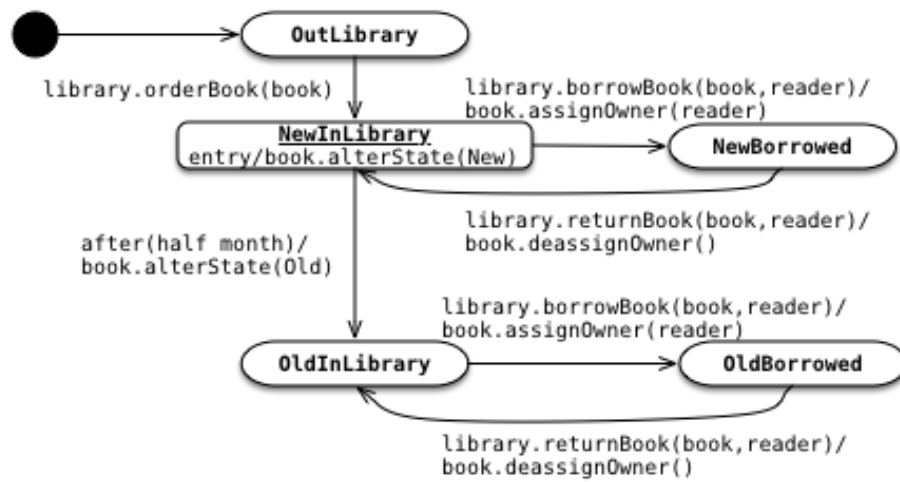 OutLibrary
library.orderBook(book)
library.borrowBook(book,reader)/
book.assignOwner(reader)
NewInLibrary
entry/book.alterState(New)
NewBorrowed
library.returnBook(book,reader)/
book.deassignOwner()
after(half month)/
book.alterState(Old)
library.borrowBook(book,reader)/
book.assignOwner(reader)
OldInLibrary
OldBorrowed
library.returnBook(book,reader)/
book.deassignOwner()